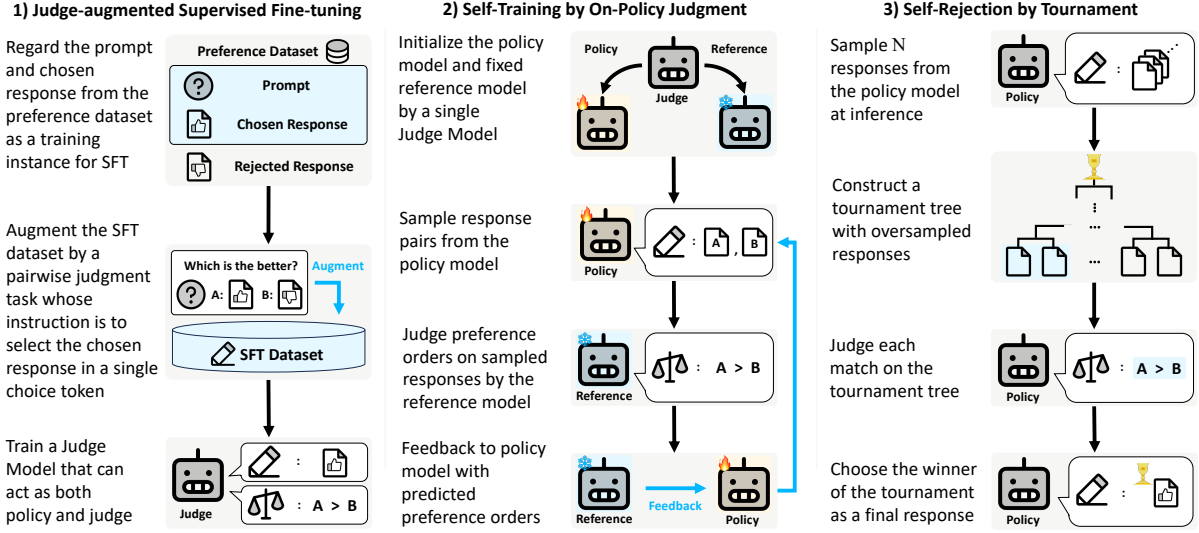 1) Judge-augmented Supervised Fine-tuning
Regard the prompt
and chosen
response from the
preference dataset
as a training
instance for SFT
Preference Dataset
Prompt
Chosen Response
Rejected Response
Augment the SFT
dataset by a
pairwise judgment
task whose
instruction is to
select the chosen
response in a single
choice token
Which is the better?
A:
B:
Augment
SFT Dataset
Train a Judge
Model that can
act as both
policy and judge
Judge
:
: A > B
2) Self-Training by On-Policy Judgment
Initialize the policy
model and fixed
reference model
by a single
Judge Model
Policy
Reference
Judge
Sample response
pairs from the
policy model
Policy
: A , B
Judge preference
orders on sampled
responses by the
reference model
Reference
: A > B
Feedback to policy
model with
predicted
preference orders
Reference
Feedback
Policy
3) Self-Rejection by Tournament
Sample N
responses from
the policy model
at inference
Policy
:
Construct a
tournament tree
with oversampled
responses
...
...
Judge each
match on the
tournament tree
Policy
: A > B
Choose the winner
of the tournament
as a final response
Policy
: